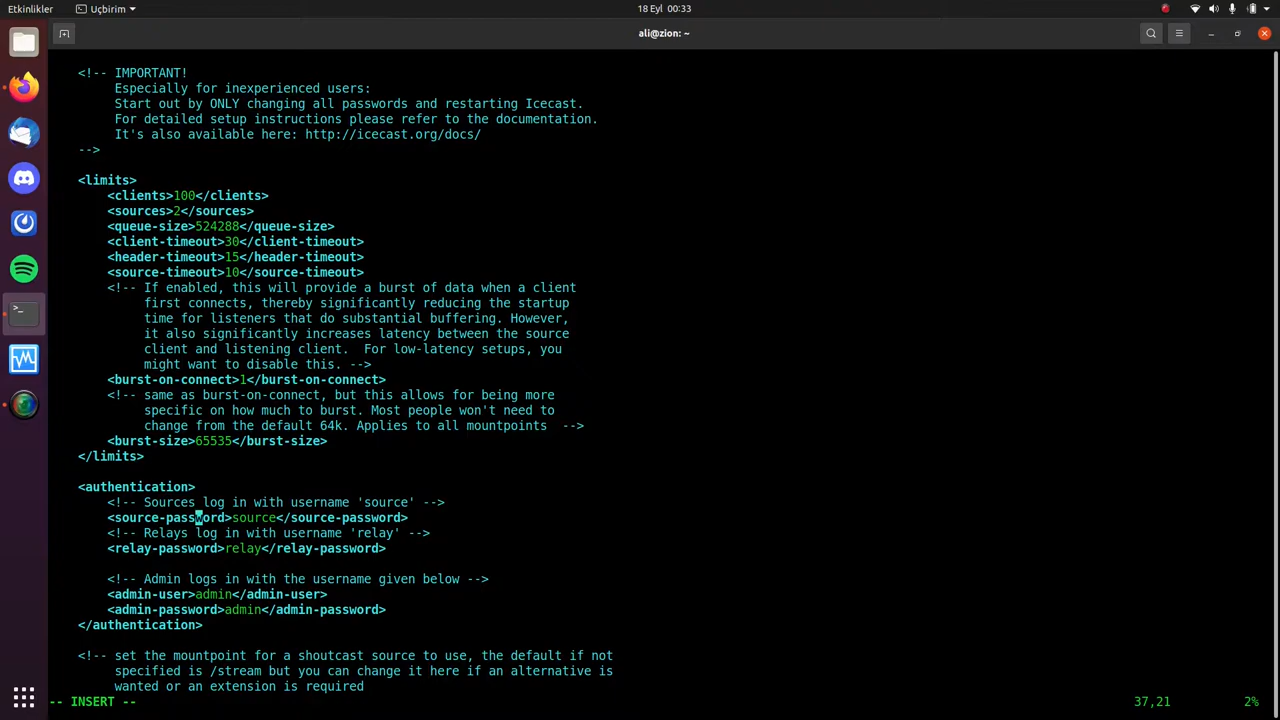 Etkinlikler
Uçbirim
18 Eyl 00:33
ali@zion: ~
<!-- IMPORTANT!
Especially for inexperienced users:
Start out by ONLY changing all passwords and restarting Icecast.
For detailed setup instructions please refer to the documentation.
It's also available here: http://icecast.org/docs/
-->
<limits>
<clients>100</clients>
<sources>2</sources>
<queue-size>524288</queue-size>
<client-timeout>30</client-timeout>
<header-timeout>15</header-timeout>
<source-timeout>10</source-timeout>
<!-- If enabled, this will provide a burst of data when a client
first connects, thereby significantly reducing the startup
time for listeners that do substantial buffering. However,
it also significantly increases latency between the source
client and listening client.  For low-latency setups, you
might want to disable this. -->
<burst-on-connect>1</burst-on-connect>
<!-- same as burst-on-connect, but this allows for being more
specific on how much to burst. Most people won't need to
change from the default 64k. Applies to all mountpoints  -->
<burst-size>65535</burst-size>
</limits>
<authentication>
<!-- Sources log in with username 'source' -->
<source-password>source</source-password>
<!-- Relays log in with username 'relay' -->
<relay-password>relay</relay-password>
<!-- Admin logs in with the username given below -->
<admin-user>admin</admin-user>
<admin-password>admin</admin-password>
</authentication>
<!-- set the mountpoint for a shoutcast source to use, the default if not
specified is /stream but you can change it here if an alternative is
wanted or an extension is required
-- INSERT --
37,21
2%